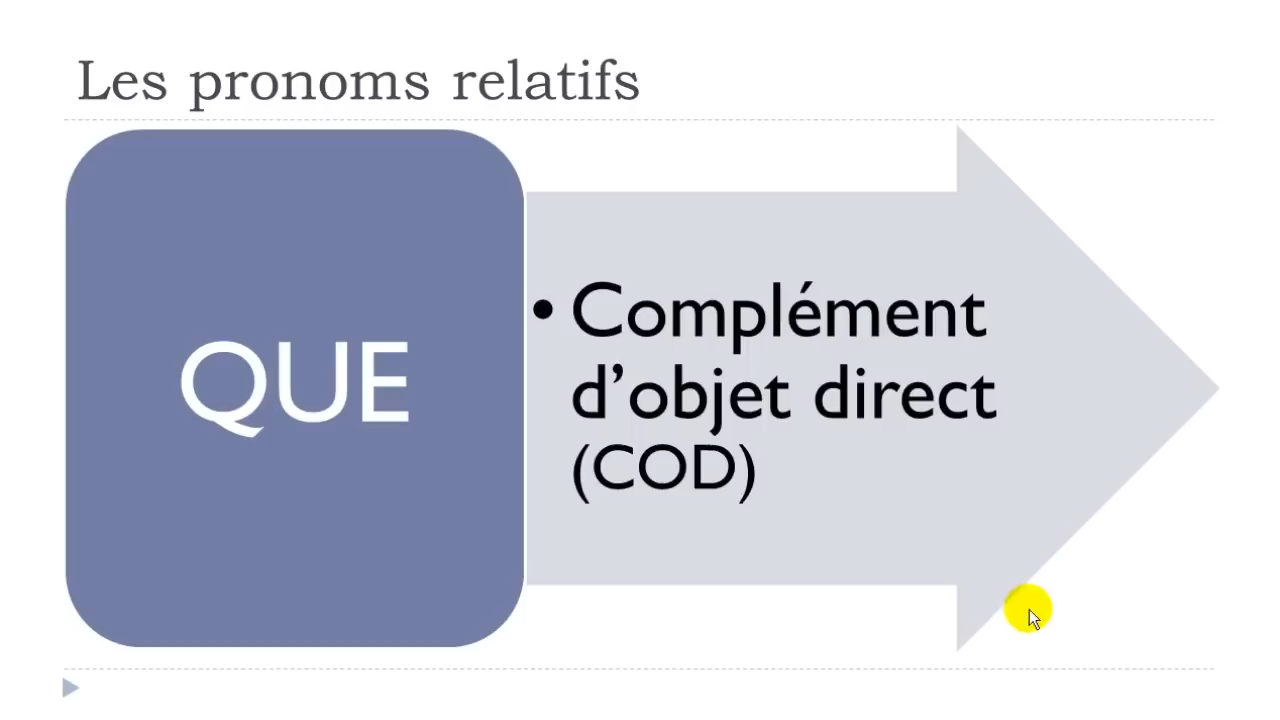 Les pronoms relatifs
QUE
• Complément
d’objet direct
(COD)